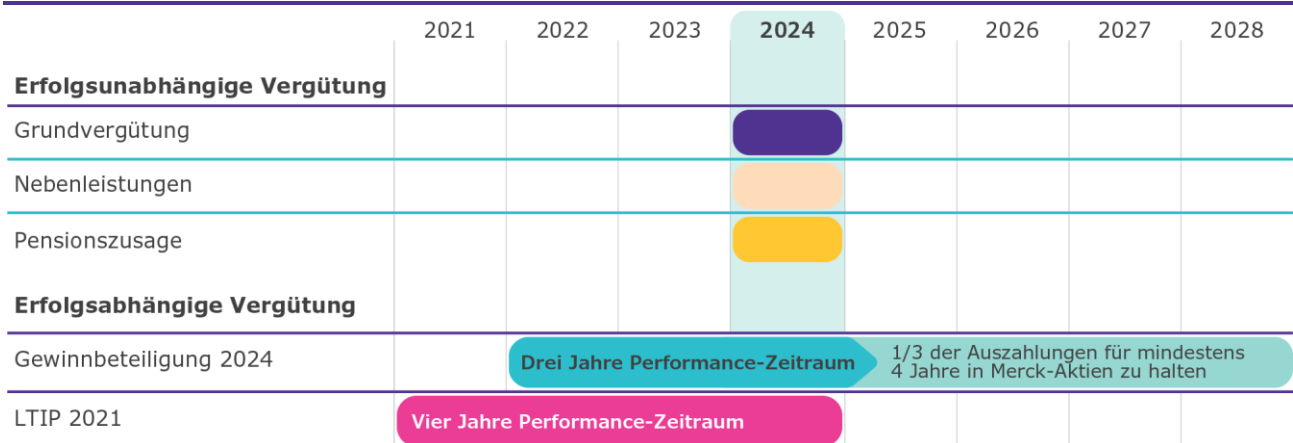 2021 2022 2023 2024 2025 2026 2027 2028
Erfolgsunabhängige Vergütung
Grundvergütung
Nebenleistungen
Pensionszusage
Erfolgsabhängige Vergütung
Gewinnbeteiligung 2024
Drei Jahre Performance-Zeitraum
1/3 der Auszahlungen für mindestens
4 Jahre in Merck-Aktien zu halten
LTIP 2021
Vier Jahre Performance-Zeitraum